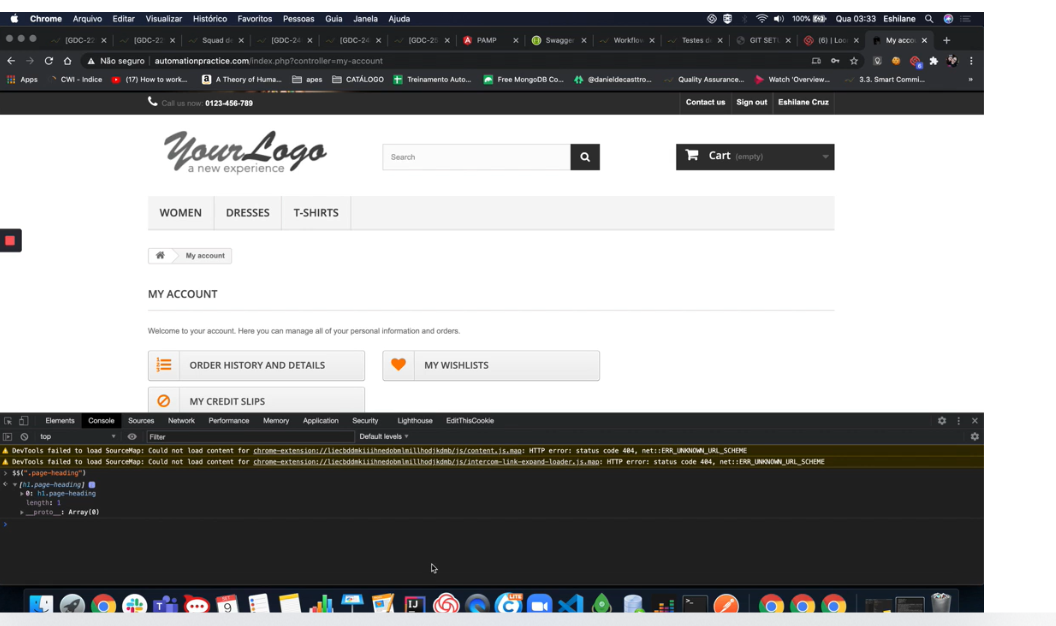 Chrome Arquivo Editar Visualizar Histórico Favoritos Pessoas Guia Janela Ajuda 100% Qua 03:33 Eshilane
[GDC-22 [GDC-22 Squad de [GDC-24 [GDC-24 [GDC-25 PAMP Swagger Workflow Testes de GIT SETU (6) | Loo My acco
Não seguro | automationpractice.com/index.php?controller=my-account
Apps CWI - Indice (17) How to work... A Theory of Huma... apes CATÁLOGO Treinamento Auto... Free MongoDB Co... @danieldecasttro... Quality Assurance... Watch 'Overview... 3.3. Smart Commi... »
Call us now: 0123-456-789 Contact us Sign out Eshilane Cruz
YourLogo
a new experience
Search
Cart (empty)
WOMEN DRESSES T-SHIRTS
My account
MY ACCOUNT
Welcome to your account. Here you can manage all of your personal information and orders.
ORDER HISTORY AND DETAILS MY WISHLISTS
MY CREDIT SLIPS
Elements Console Sources Network Performance Memory Application Security Lighthouse EditThisCookie
top Filter Default levels
DevTools failed to load SourceMap: Could not load content for chrome-extension://liecbddmkiiihnedobmlmillhodjkdmb/js/content.js.map: HTTP error: status code 404, net::ERR_UNKNOWN_URL_SCHEME
DevTools failed to load SourceMap: Could not load content for chrome-extension://liecbddmkiiihnedobmlmillhodjkdmb/js/intercom-link-expand-loader.js.map: HTTP error: status code 404, net::ERR_UNKNOWN_URL_SCHEME
> $$(".page-heading")
[h1.page-heading]
0: h1.page-heading
length: 1
__proto__: Array(0)